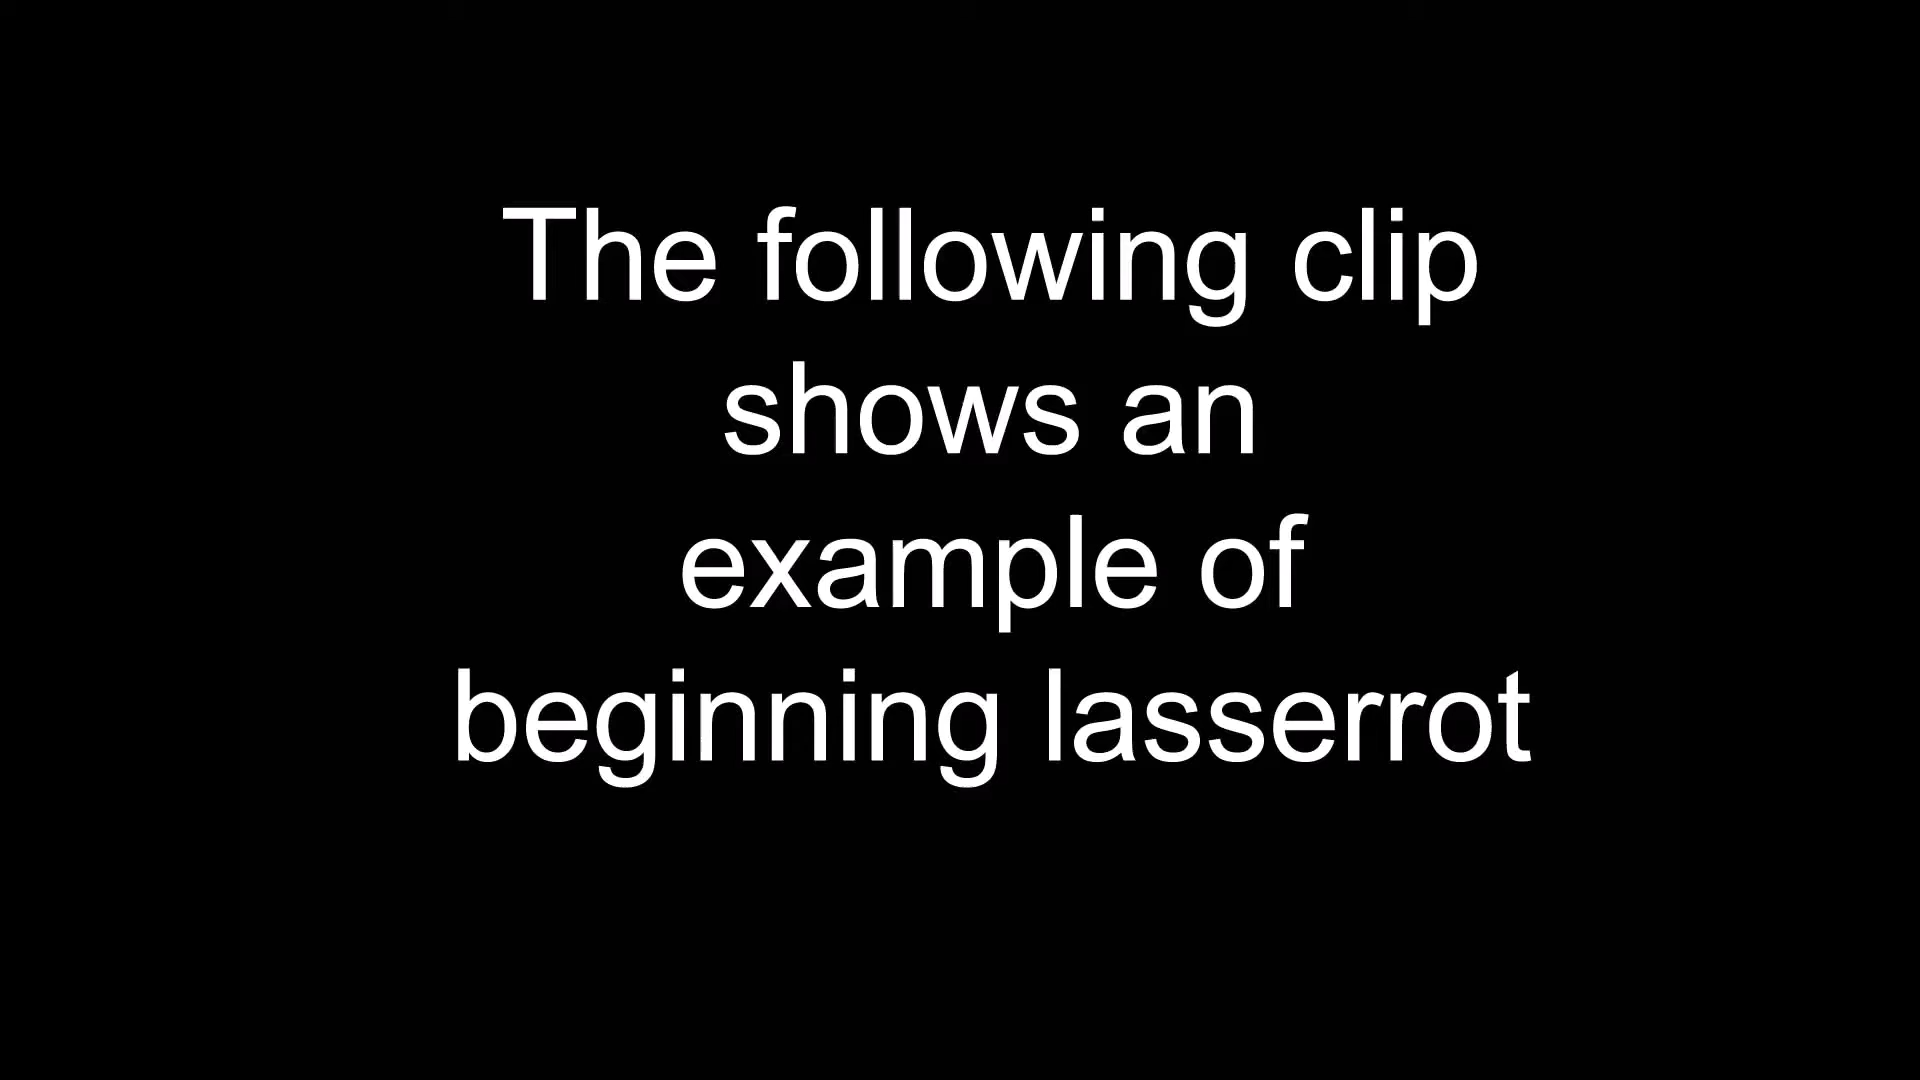 The following clip
shows an
example of
beginning lasserrot